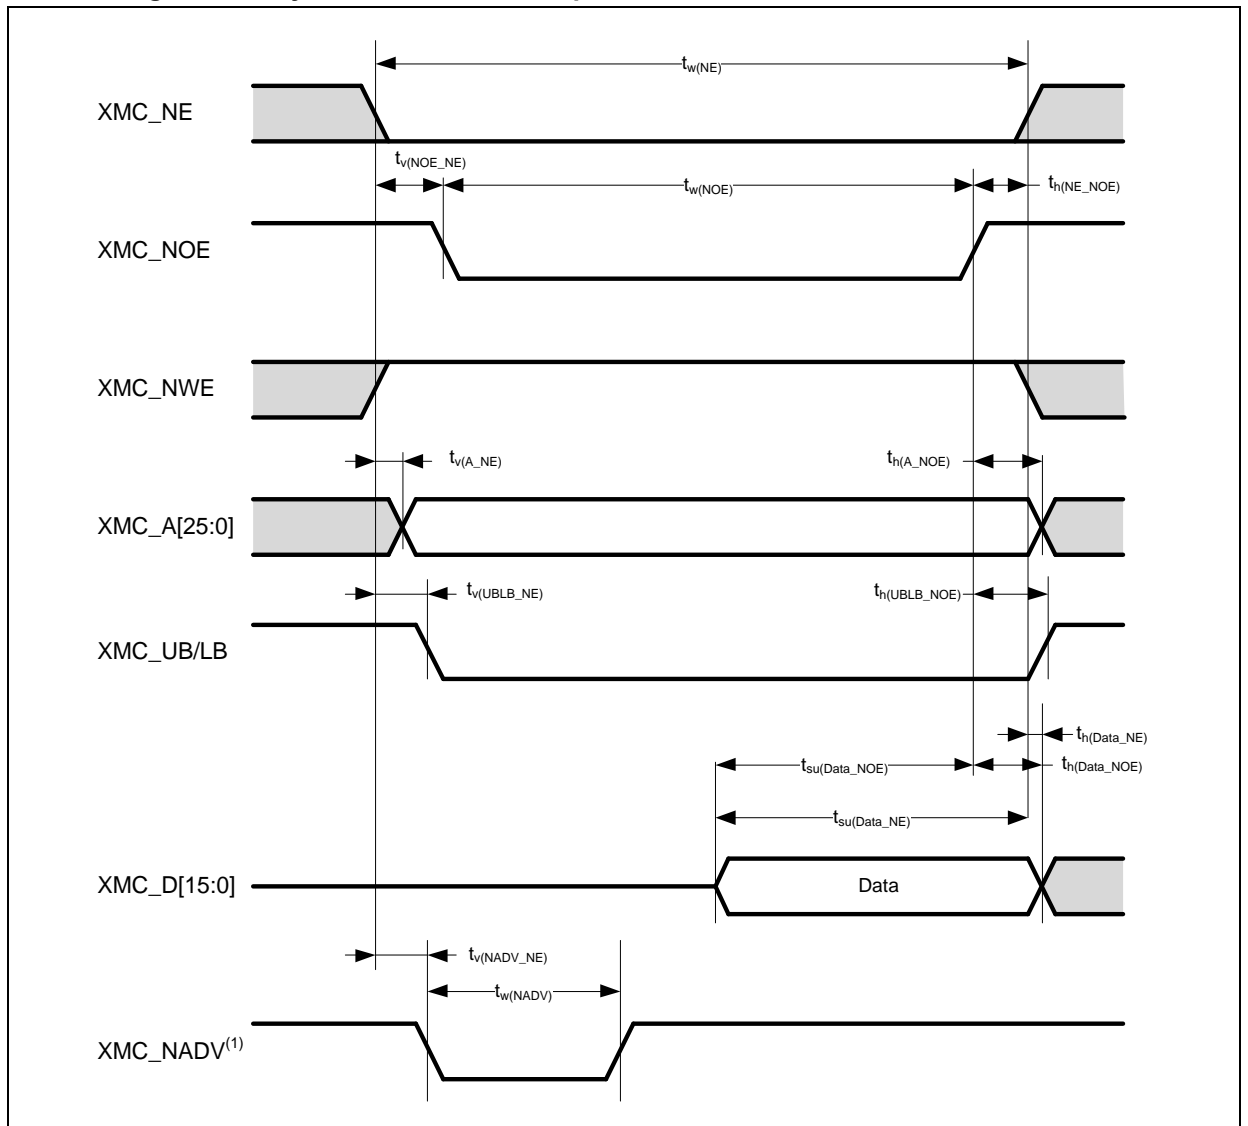 tw(NE)
XMC_NE
tv(NOE_NE)
tw(NOE)
th(NE_NOE)
XMC_NOE
XMC_NWE
tv(A_NE)
th(A_NOE)
XMC_A[25:0]
tv(UBLB_NE)
th(UBLB_NOE)
XMC_UB/LB
th(Data_NE)
tsu(Data_NOE)
th(Data_NOE)
tsu(Data_NE)
XMC_D[15:0]
Data
tv(NADV_NE)
tw(NADV)
XMC_NADV(1)